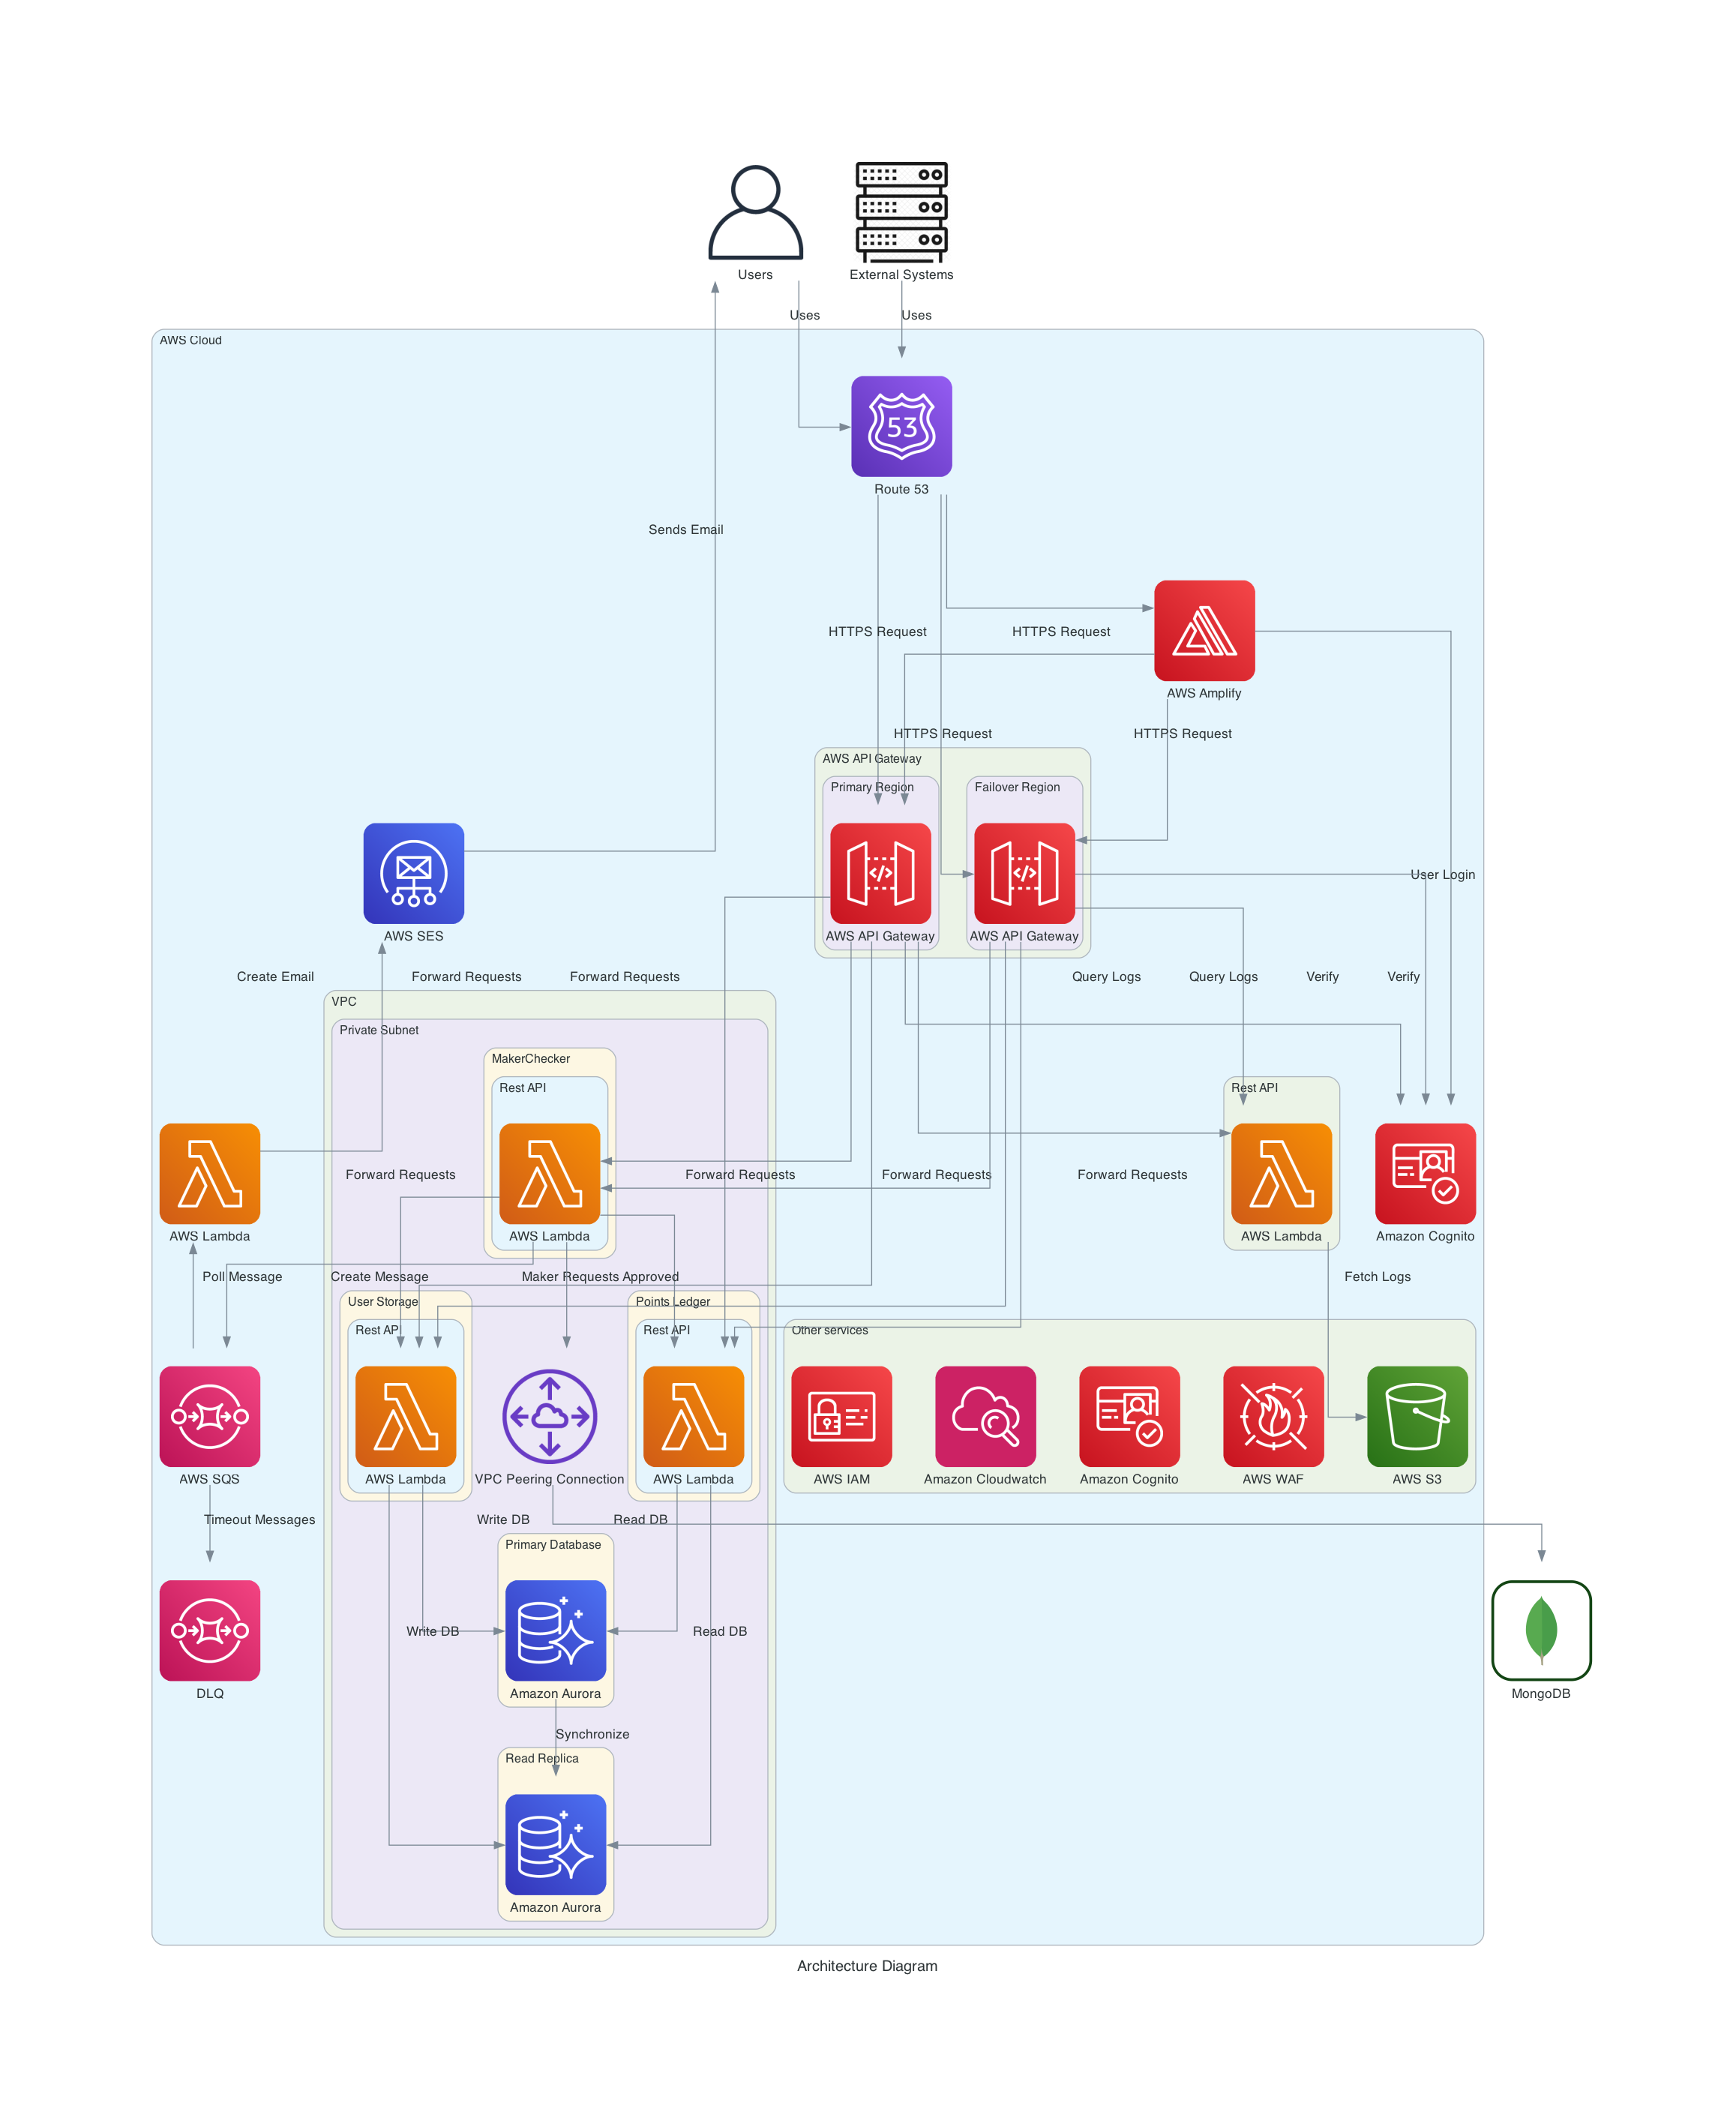 Users
External Systems
Uses
Uses
AWS Cloud
53
Route 53
Sends Email
HTTPS Request
HTTPS Request
AWS Amplify
HTTPS Request
HTTPS Request
AWS API Gateway
Primary Region
Failover Region
</>
</>
User Login
AWS SES
AWS API Gateway
AWS API Gateway
Create Email
Forward Requests
Forward Requests
Query Logs
Query Logs
Verify
Verify
VPC
Private Subnet
MakerChecker
Rest API
Rest API
Forward Requests
Forward Requests
Forward Requests
Forward Requests
AWS Lambda
AWS Lambda
AWS Lambda
Amazon Cognito
Poll Message
Create Message
Maker Requests Approved
Fetch Logs
User Storage
Points Ledger
Rest API
Rest API
Other services
AWS SQS
AWS Lambda
VPC Peering Connection
AWS Lambda
AWS IAM
Amazon Cloudwatch
Amazon Cognito
AWS WAF
AWS S3
Timeout Messages
Write DB
Read DB
Primary Database
Write DB
Read DB
DLQ
Amazon Aurora
MongoDB
Synchronize
Read Replica
Amazon Aurora
Architecture Diagram